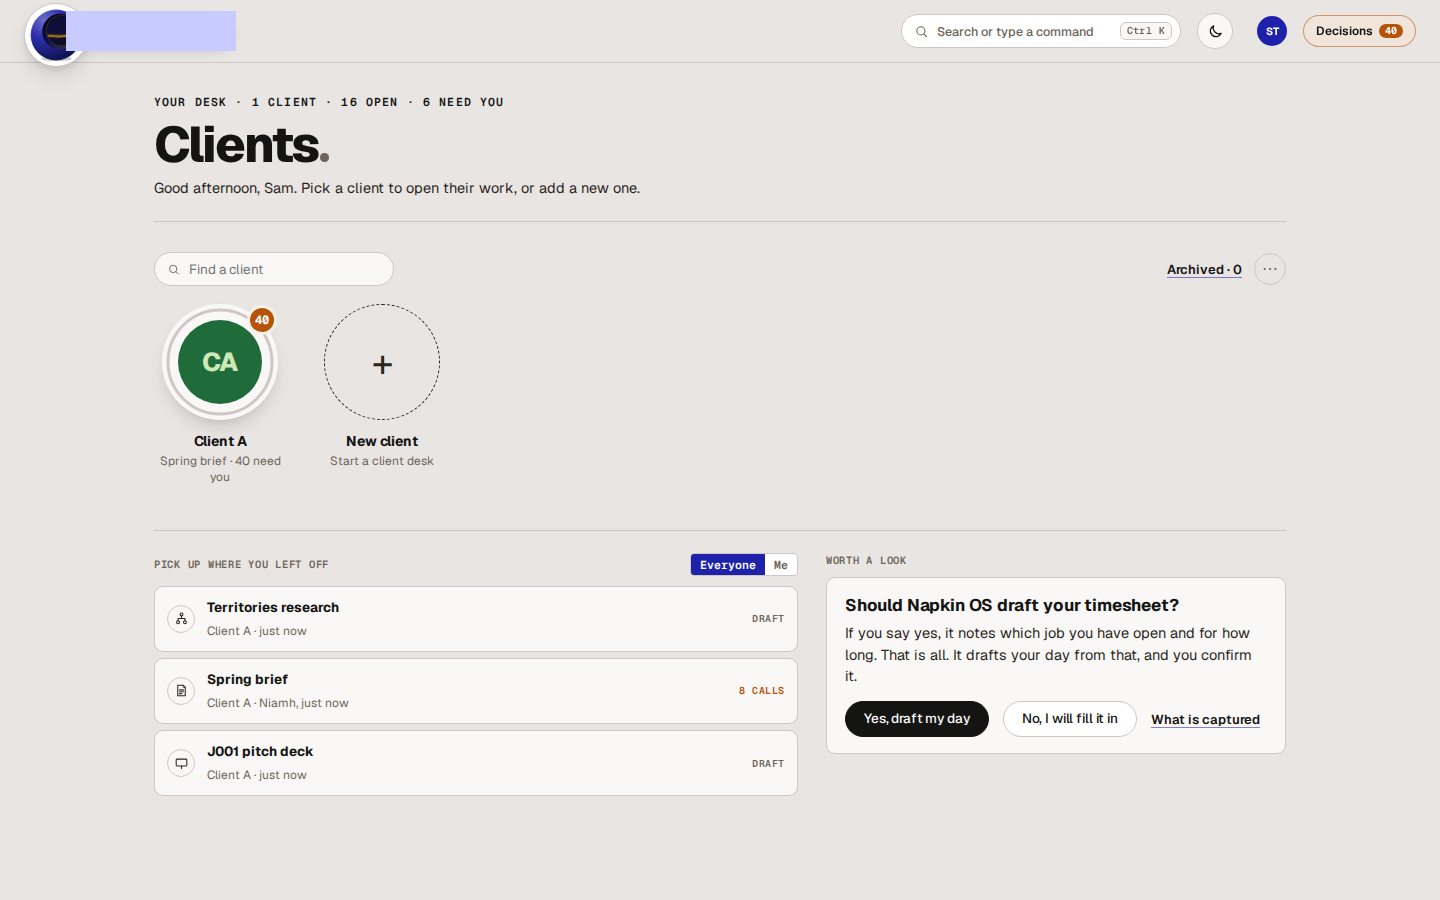 Search or type a command
Ctrl K
ST
Decisions 40
YOUR DESK · 1 CLIENT · 16 OPEN · 6 NEED YOU
Clients.
Good afternoon, Sam. Pick a client to open their work, or add a new one.
Find a client
Archived · 0
40
CA
Client A
Spring brief · 40 need
you
New client
Start a client desk
PICK UP WHERE YOU LEFT OFF
Everyone Me
Territories research
Client A · just now
DRAFT
Spring brief
Client A · Niamh, just now
8 CALLS
J001 pitch deck
Client A · just now
DRAFT
WORTH A LOOK
Should Napkin OS draft your timesheet?
If you say yes, it notes which job you have open and for how
long. That is all. It drafts your day from that, and you confirm
it.
Yes, draft my day
No, I will fill it in
What is captured